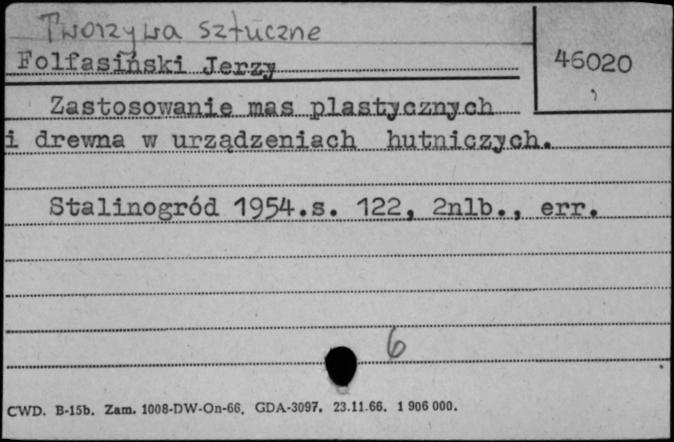 Tworzywa sztuczne
Folfasiński Jerzy
46020
Zastosowanie mas plastycznych
i drewna w urządzeniach hutniczych.
Stalinogród 1954.s. 122, 2nlb., err.
6
CWD. B-15b. Zam. 1008-DW-On-66. GDA-3097. 23.11.66. 1 906 000.